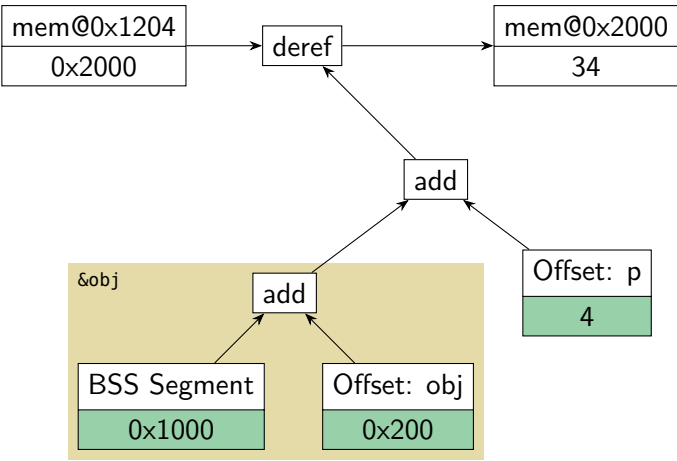 mem@0x1204
0x2000
deref
mem@0x2000
34
add
Offset: p
4
&obj
add
BSS Segment
0x1000
Offset: obj
0x200